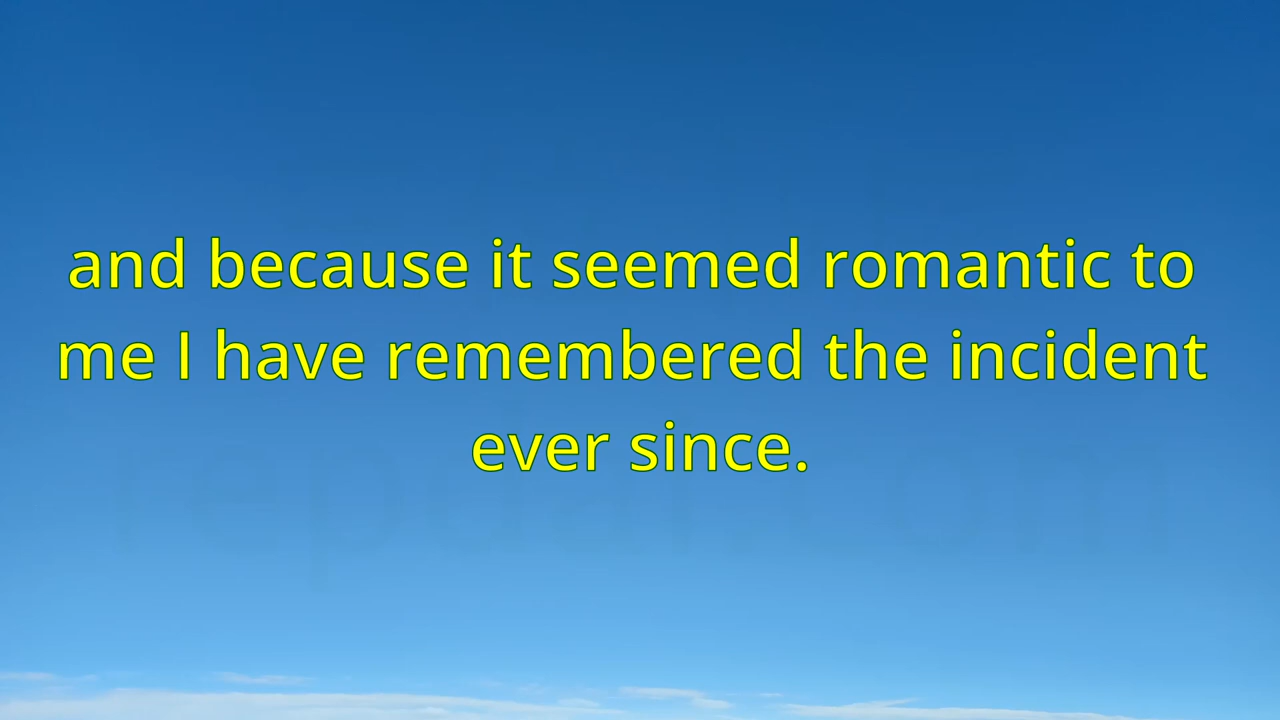 and because it seemed romantic to
me I have remembered the incident
ever since.